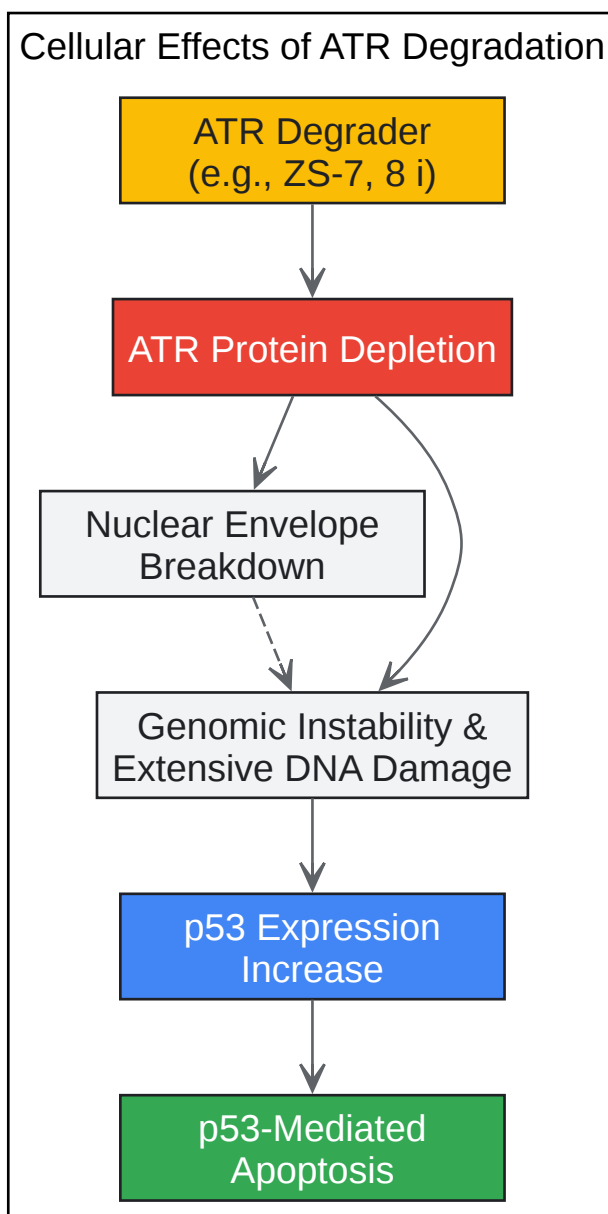 Cellular Effects of ATR Degradation
ATR Degrader
(e.g., ZS-7, 8 i)
ATR Protein Depletion
Nuclear Envelope
Breakdown
Genomic Instability &
Extensive DNA Damage
p53 Expression
Increase
p53-Mediated
Apoptosis